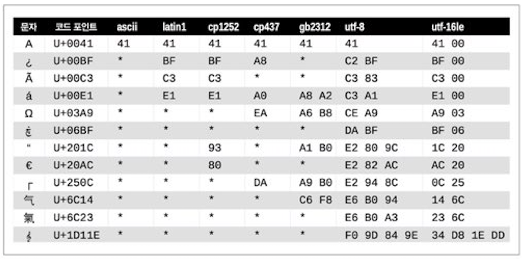 문자 코드 포인트 ascii latin1 cp1252 cp437 gb2312 utf-8 utf-16le
A U+0041 41 41 41 41 41 41 41 00
¿ U+00BF * BF BF A8 * C2 BF BF 00
Ã U+00C3 * C3 C3 * * C3 83 C3 00
á U+00E1 * E1 E1 A0 A8 A2 C3 A1 E1 00
Ω U+03A9 * * * EA A6 B8 CE A9 A9 03
ڿ U+06BF * * * * * DA BF BF 06
“ U+201C * * 93 * A1 B0 E2 80 9C 1C 20
€ U+20AC * * 80 * * E2 82 AC AC 20
┌ U+250C * * * DA A9 B0 E2 94 8C 0C 25
气 U+6C14 * * * * C6 F8 E6 B0 94 14 6C
氣 U+6C23 * * * * * E6 B0 A3 23 6C
𝄞 U+1D11E * * * * * F0 9D 84 9E 34 D8 1E DD